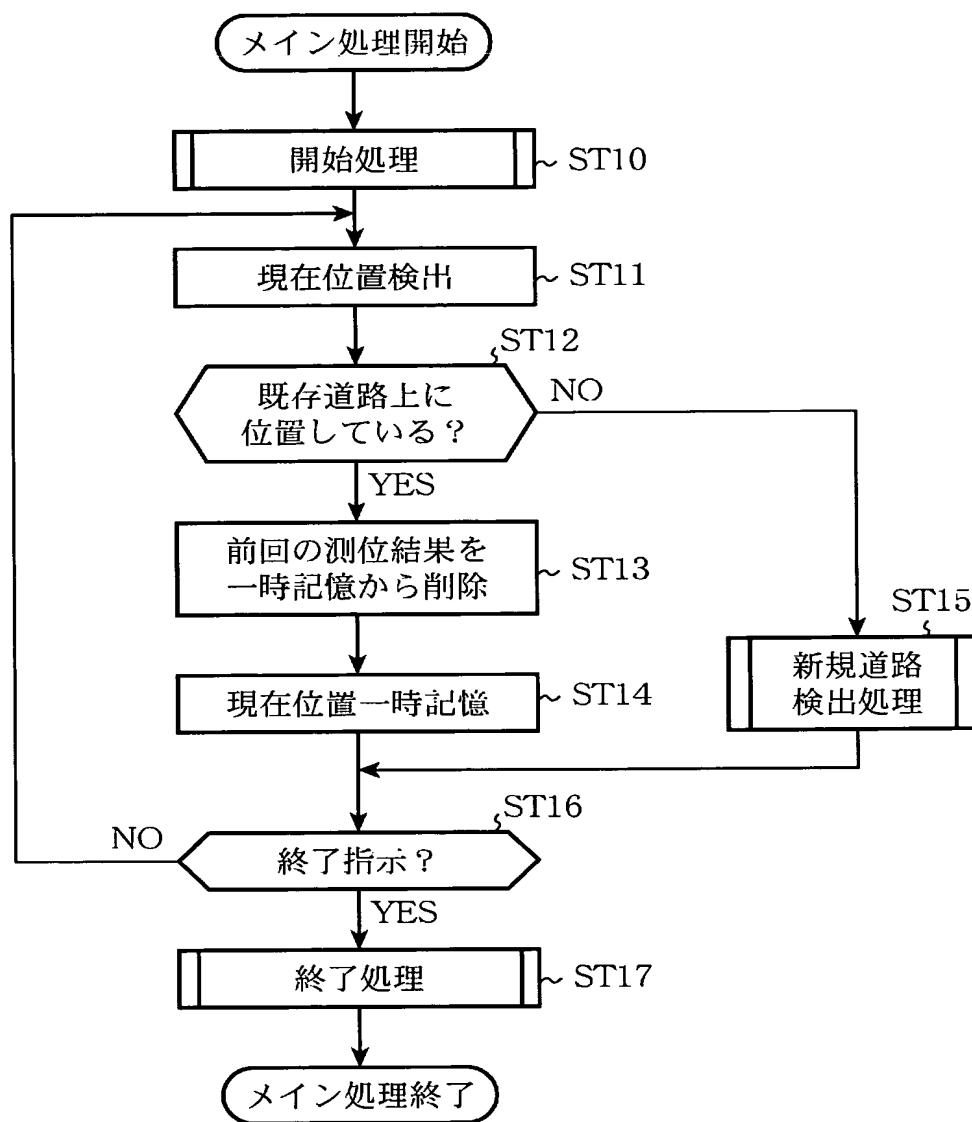 メイン処理開始
開始処理
ST10
現在位置検出
ST11
ST12
既存道路上に
位置している?
NO
YES
前回の測位結果を
一時記憶から削除
ST13
ST15
新規道路
検出処理
現在位置一時記憶
ST14
ST16
NO
終了指示?
YES
終了処理
ST17
メイン処理終了